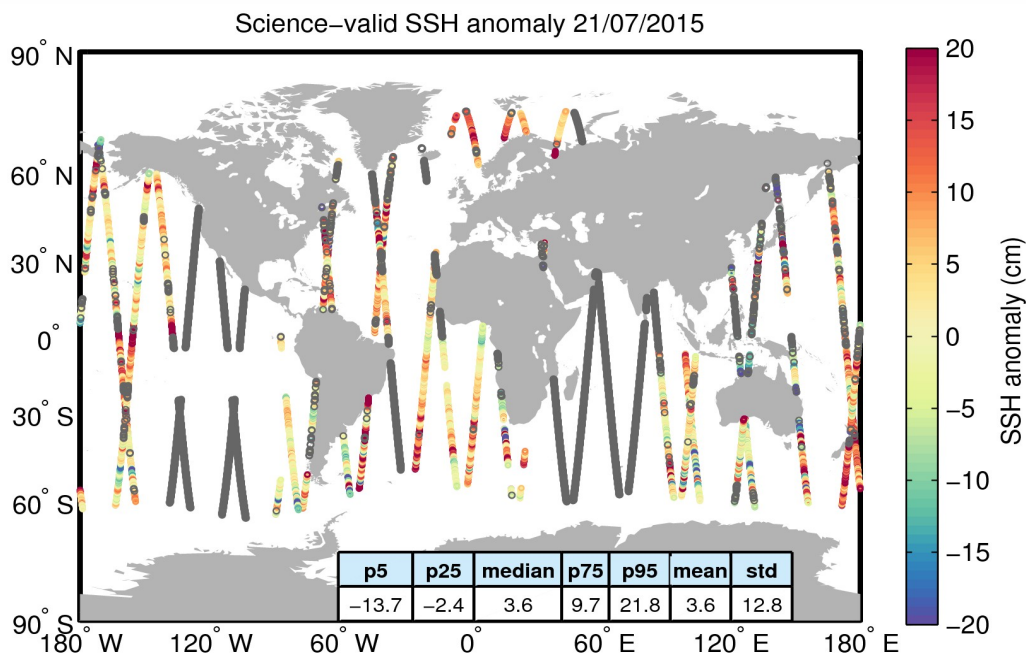 Science−valid SSH anomaly 21/07/2015
90° N
60° N
30° N
0°
30° S
60° S
90° S
180° W
120° W
60° W
0°
60° E
120° E
180° E
p5 p25 median p75 p95 mean std
−13.7 −2.4 3.6 9.7 21.8 3.6 12.8
20
15
10
5
0
−5
−10
−15
−20
SSH anomaly (cm)